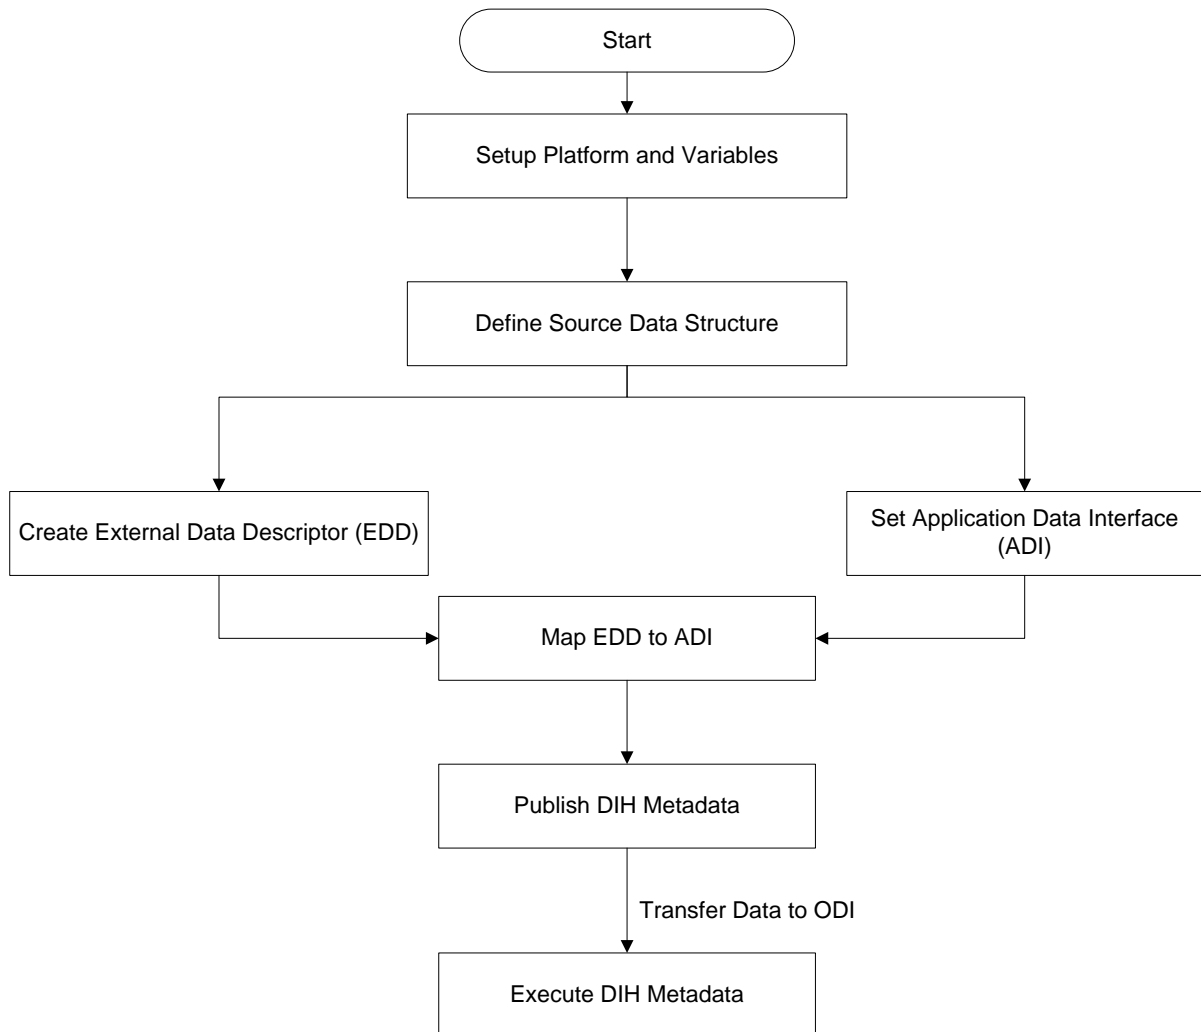 Start
Setup Platform and Variables
Define Source Data Structure
Create External Data Descriptor (EDD)
Set Application Data Interface
(ADI)
Map EDD to ADI
Publish DIH Metadata
Transfer Data to ODI
Execute DIH Metadata